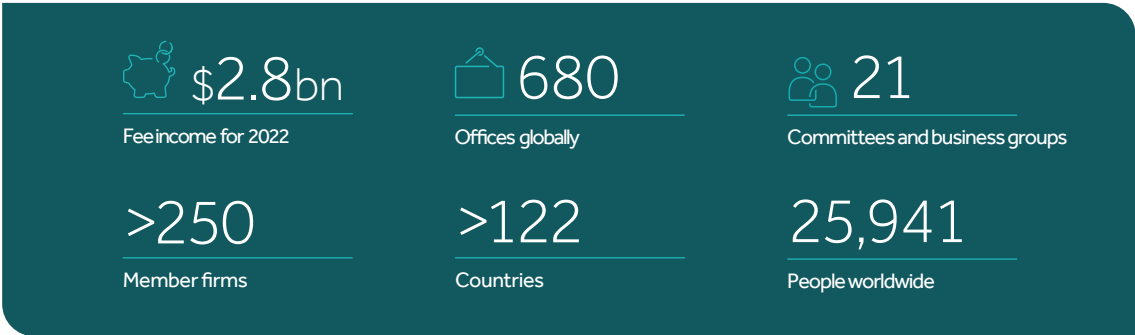 $2.8bn
680
21
Fee income for 2022
Offices globally
Committees and business groups
>250
>122
25,941
Member firms
Countries
People worldwide